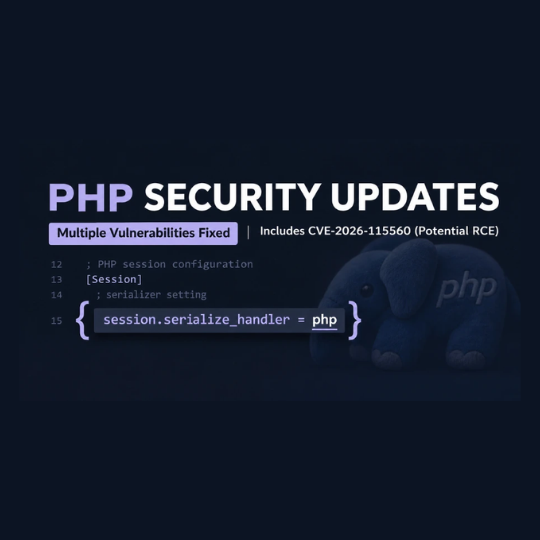 PHP SECURITY UPDATES
Multiple Vulnerabilities Fixed | Includes CVE-2026-115560 (Potential RCE)
12 ; PHP session configuration
13 [Session]
14 ; serializer setting
15 { session.serialize_handler = php }
php